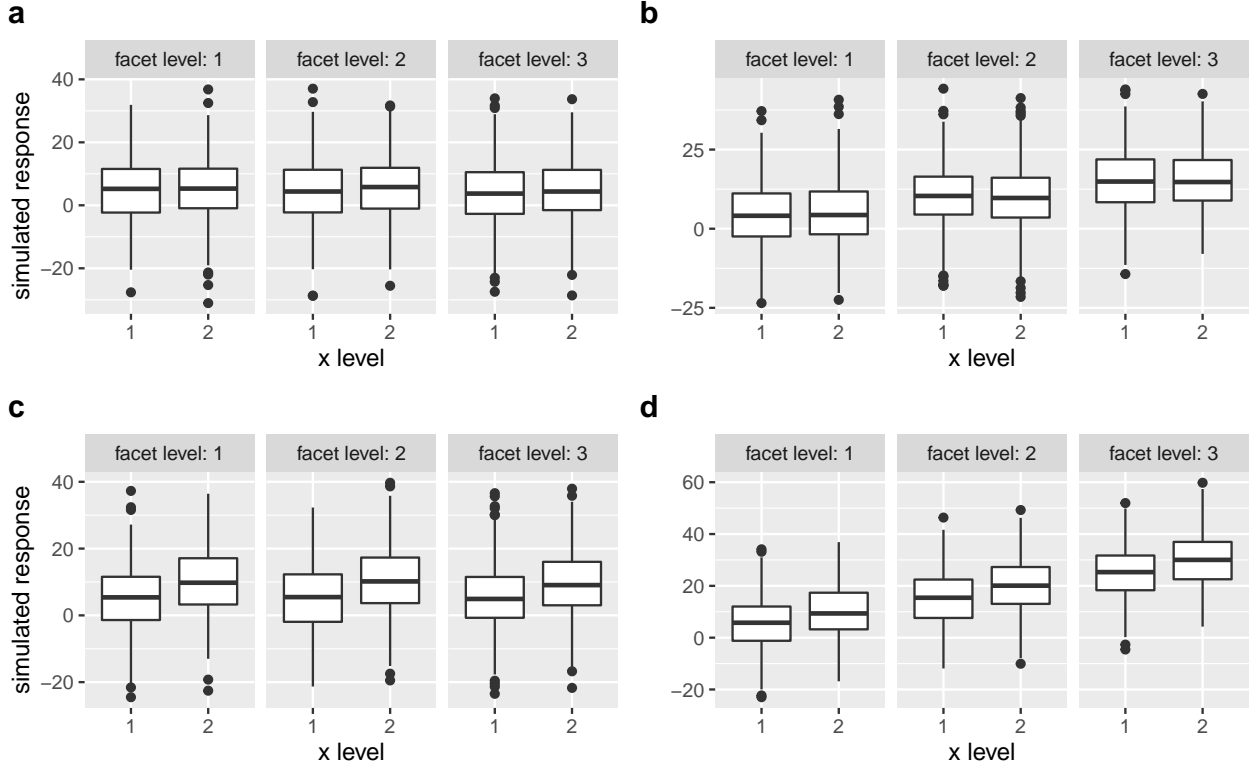 a
facet level: 1 facet level: 2 facet level: 3
40
20
0
−20
simulated response
1 2 1 2 1 2
x level
b
facet level: 1 facet level: 2 facet level: 3
25
0
−25
1 2 1 2 1 2
x level
c
facet level: 1 facet level: 2 facet level: 3
40
20
0
−20
simulated response
1 2 1 2 1 2
x level
d
facet level: 1 facet level: 2 facet level: 3
60
40
20
0
−20
1 2 1 2 1 2
x level